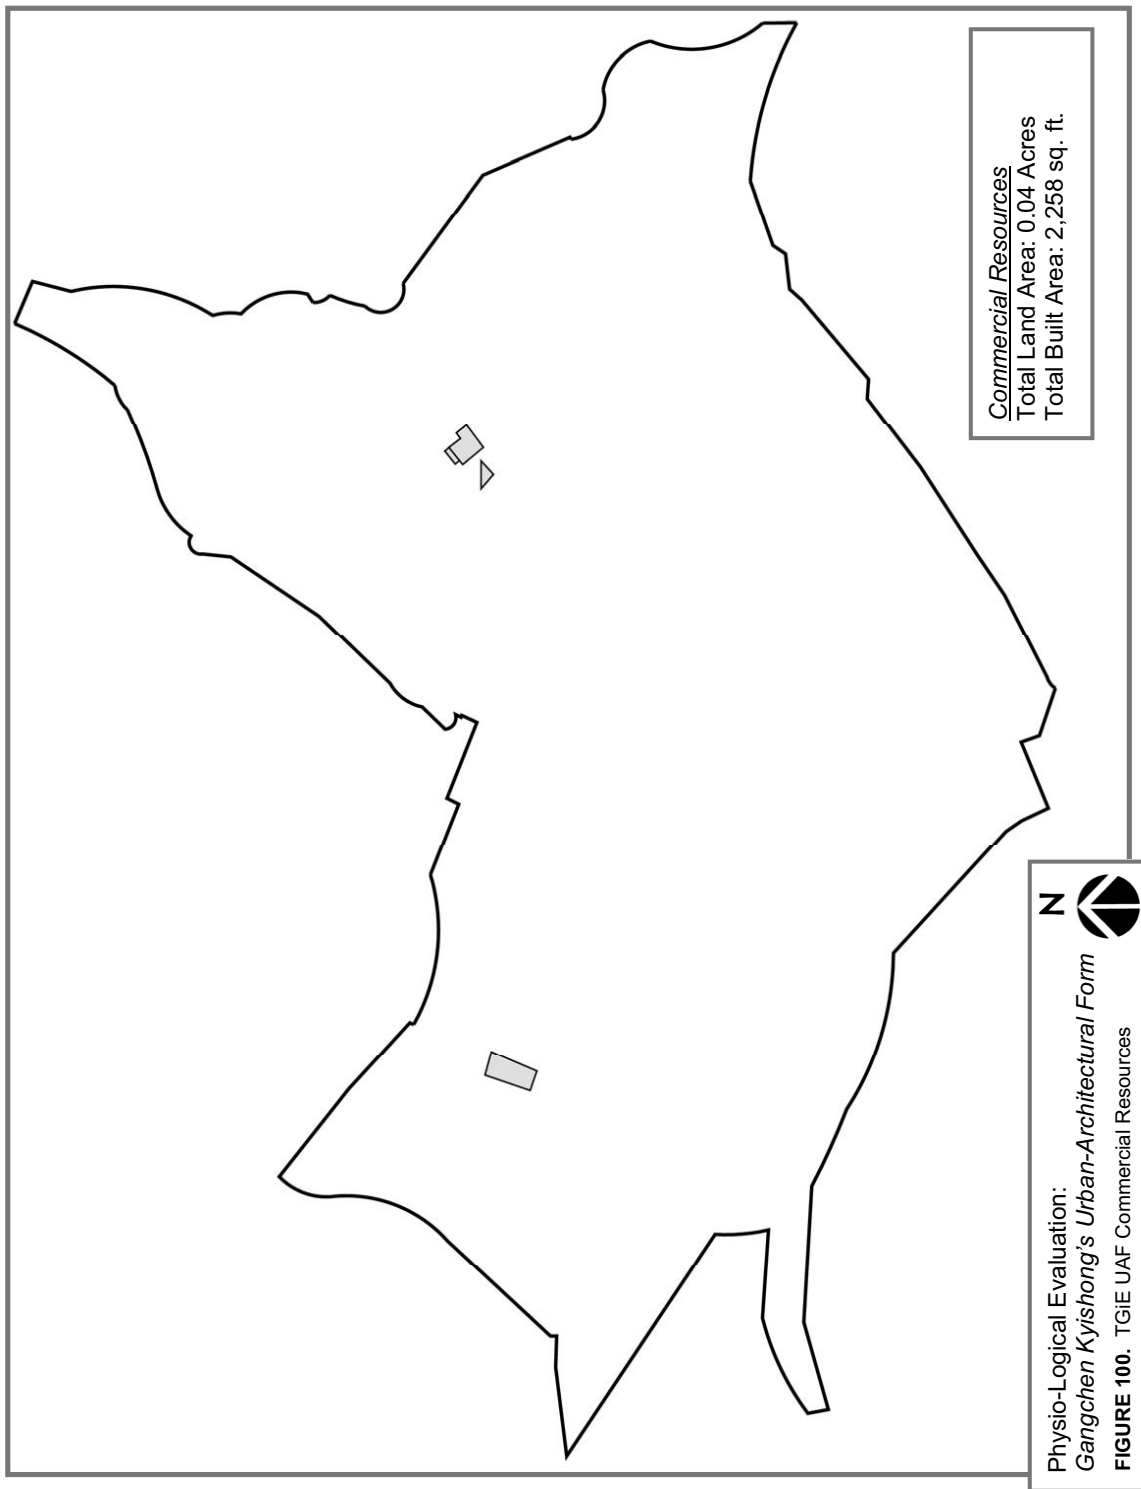 Commercial Resources
Total Land Area: 0.04 Acres
Total Built Area: 2,258 sq. ft.
N
Physio-Logical Evaluation:
Gangchen Kyishong's Urban-Architectural Form
FIGURE 100. TGiE UAF Commercial Resources